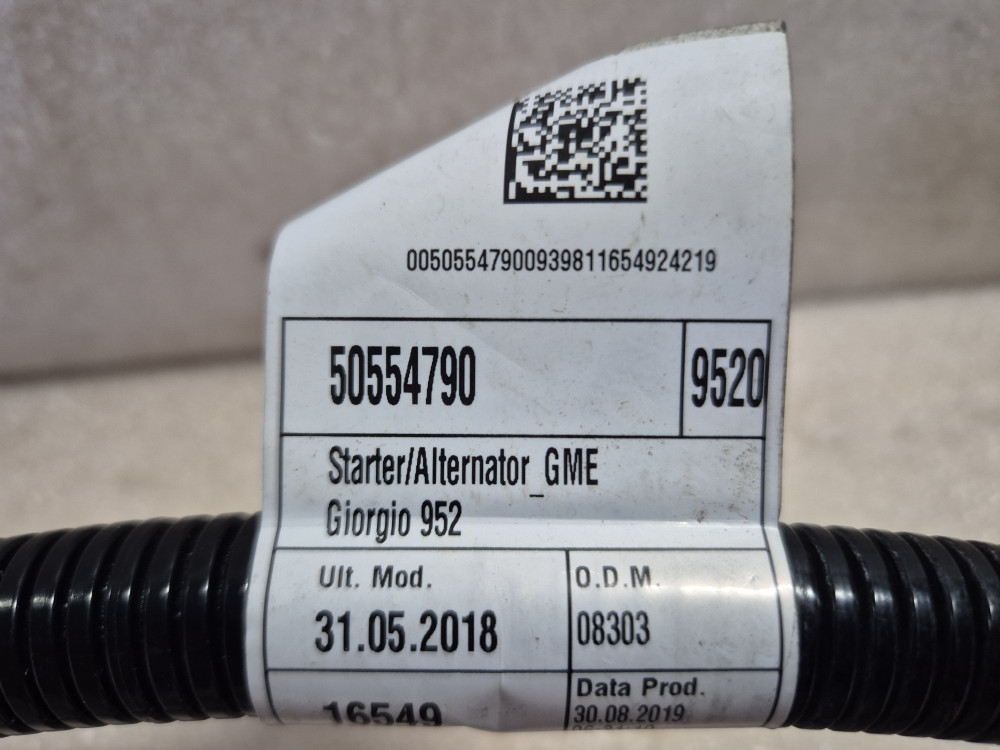 00505547900939811654924219
50554790 9520
Starter/Alternator_GME
Giorgio 952
Ult. Mod. O.D.M.
31.05.2018 08303
16549 Data Prod.
30.08.2019